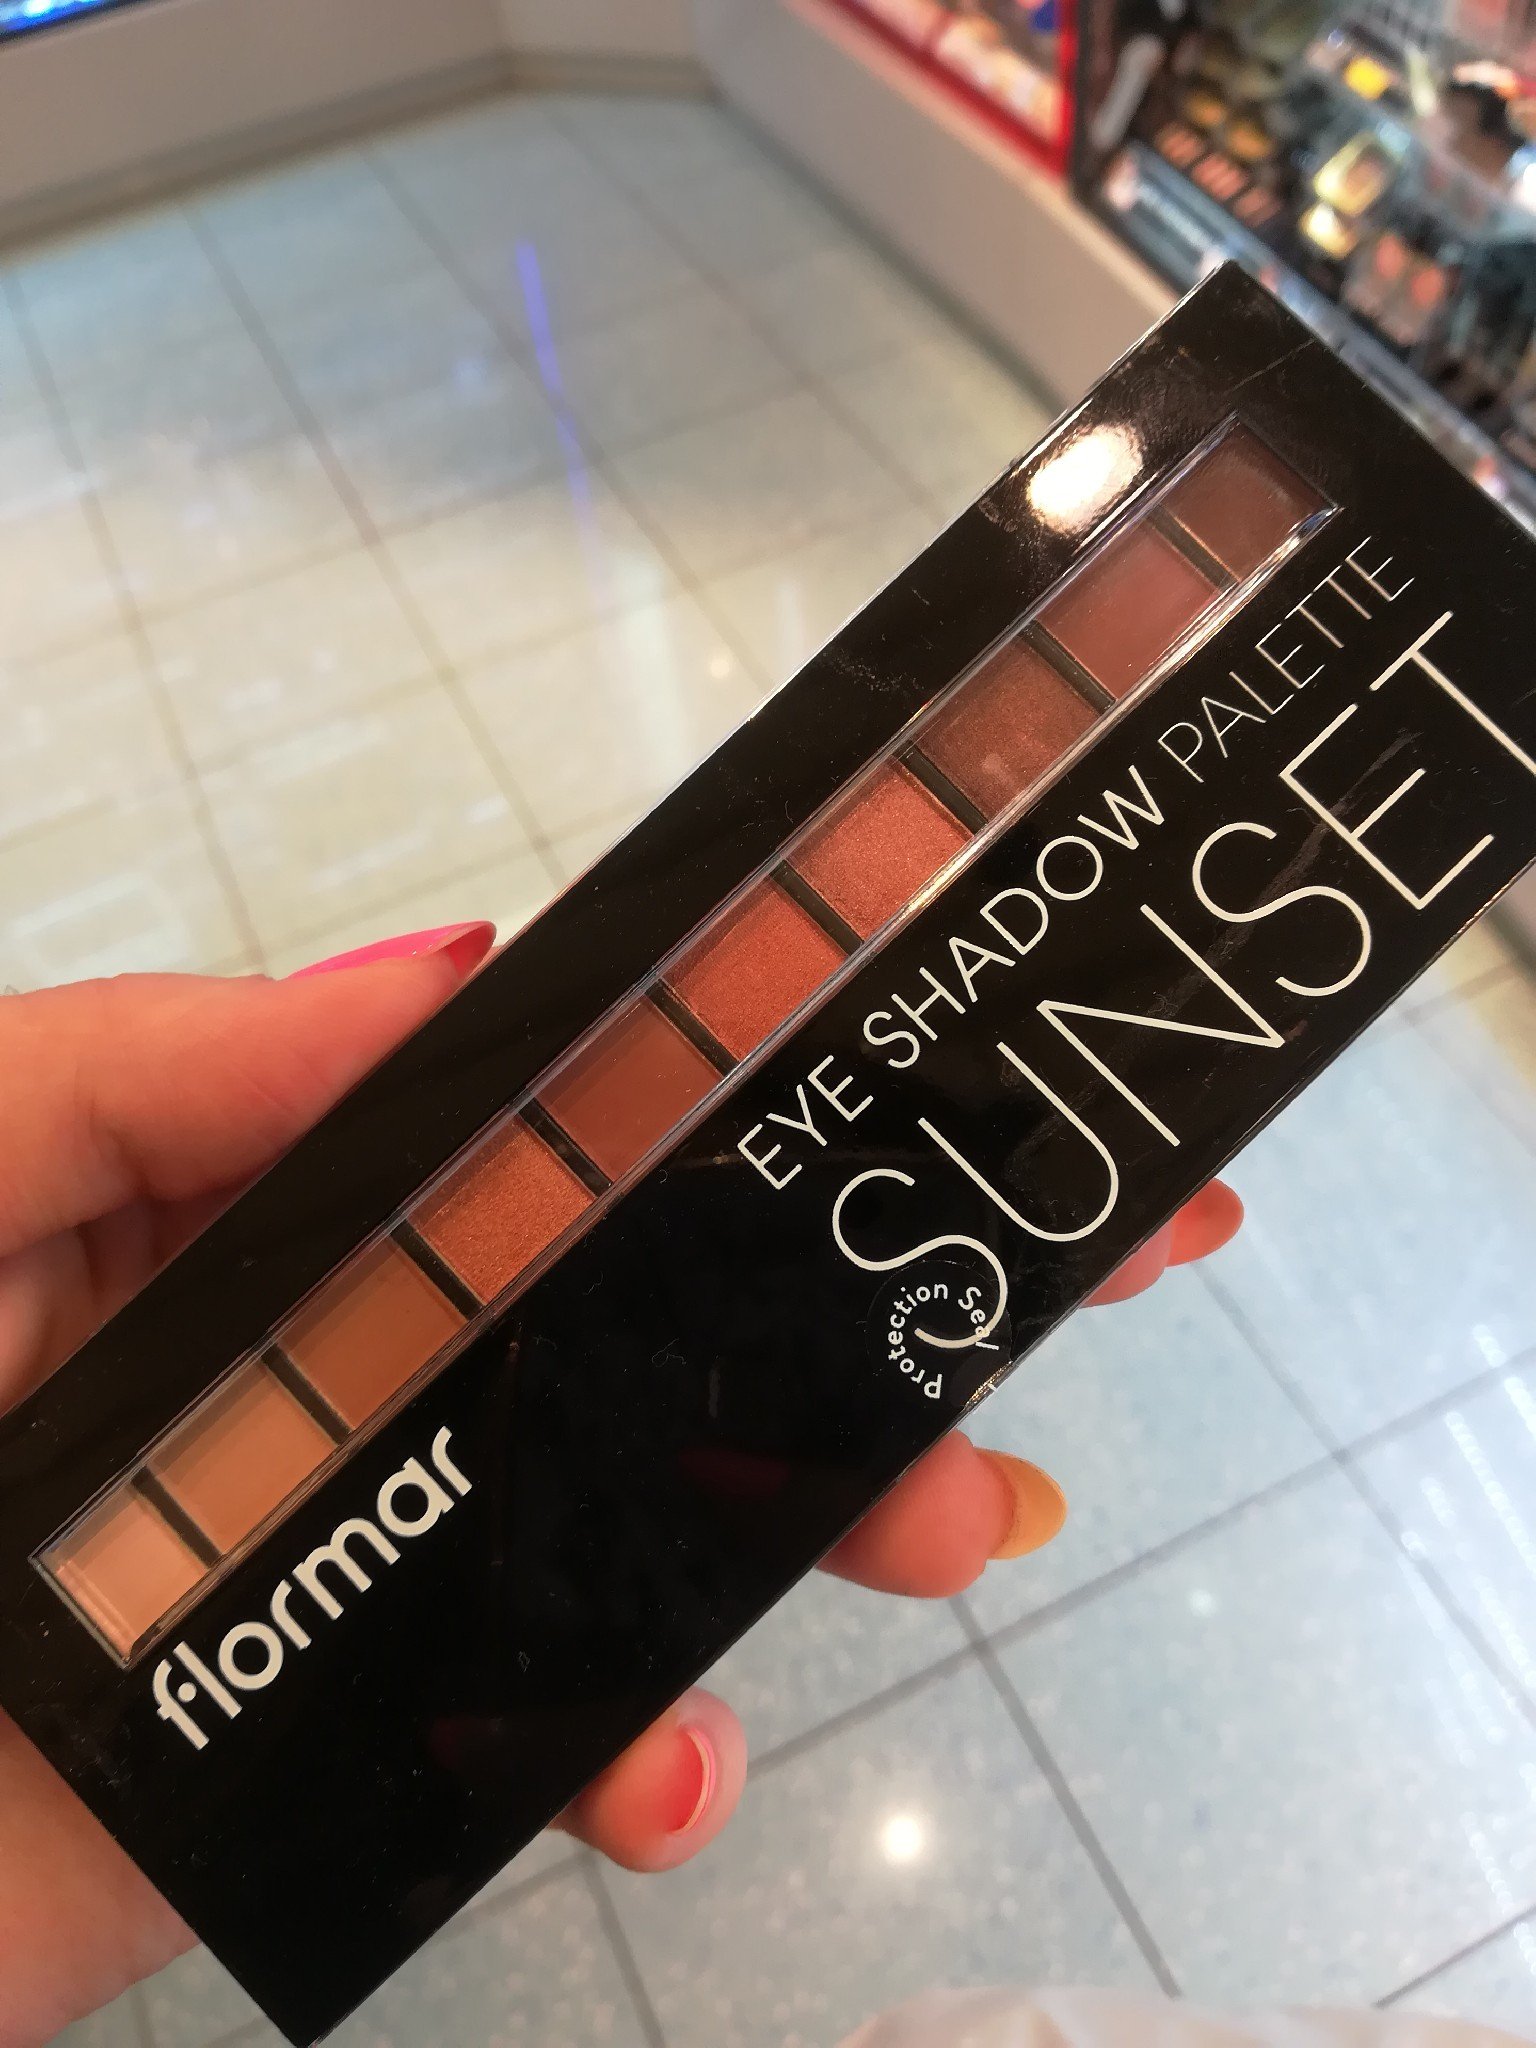 EYE SHADOW PALETTE
SUNSET
Protection Seal
flormar